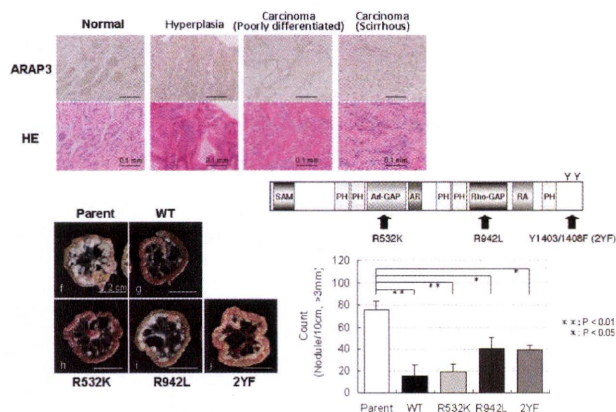 Normal Hyperplasia Carcinoma (Poorly differentiated) Carcinoma (Scirrhous)
ARAP3
HE
0.1 mm 0.1 mm 0.1 mm 0.1 mm
Y Y
SAM PH PH Arf-GAP AR PH PH Rho-GAP RA PH
R532K R942L Y1403/1408F (2YF)
Parent WT
f 2 cm g
h i j
R532K R942L 2YF
Count
(Nodule/10cm, >3mm)
120
100
80
60
40
20
0
** ** * *
**: P < 0.01
*: P < 0.05
Parent WT R532K R942L 2YF